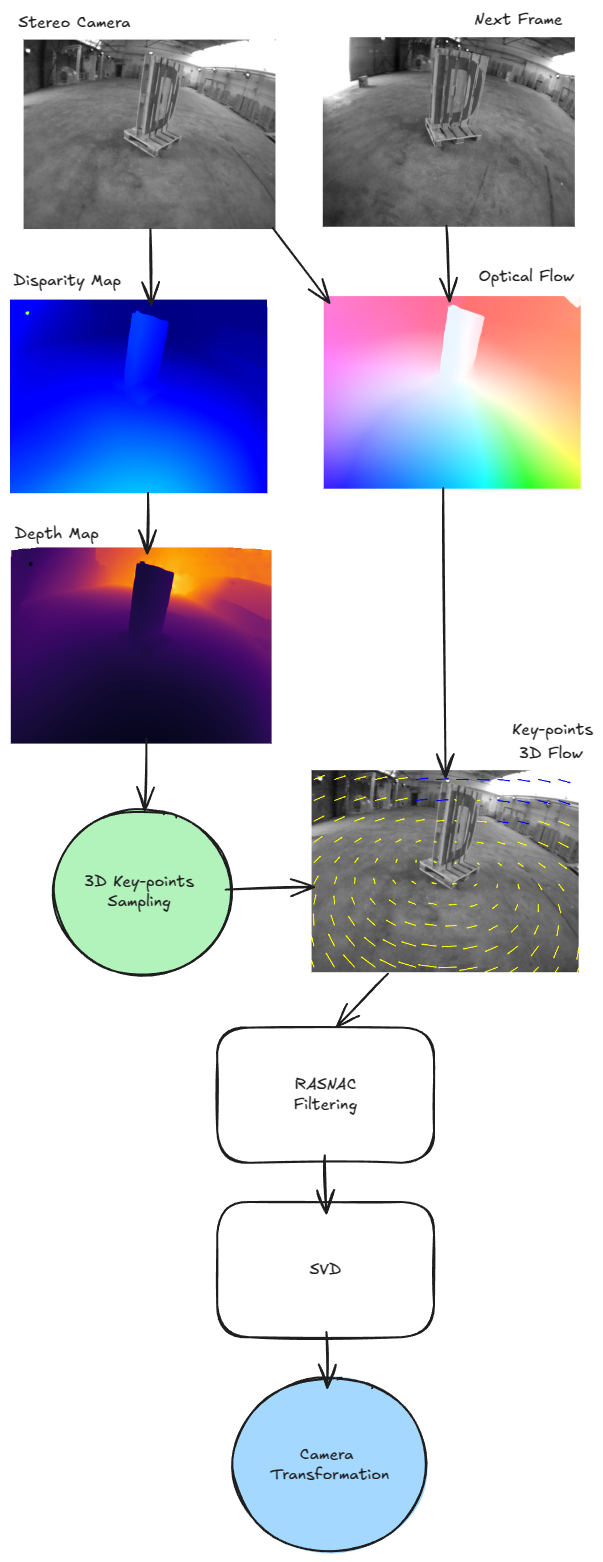 Stereo Camera
Next Frame
Disparity Map
Optical Flow
Depth Map
Key-points
3D Flow
3D Key-points
Sampling
RASNAC
Filtering
SVD
Camera
Transformation